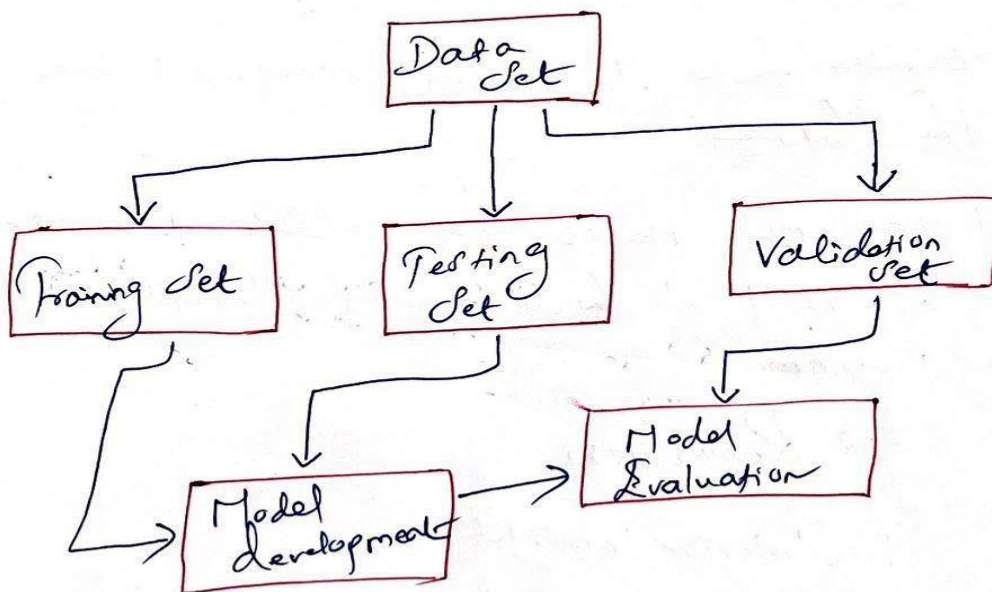 Data
Set
Training Set
Testing
Set
Validation
Set
Model
Evaluation
Model
development